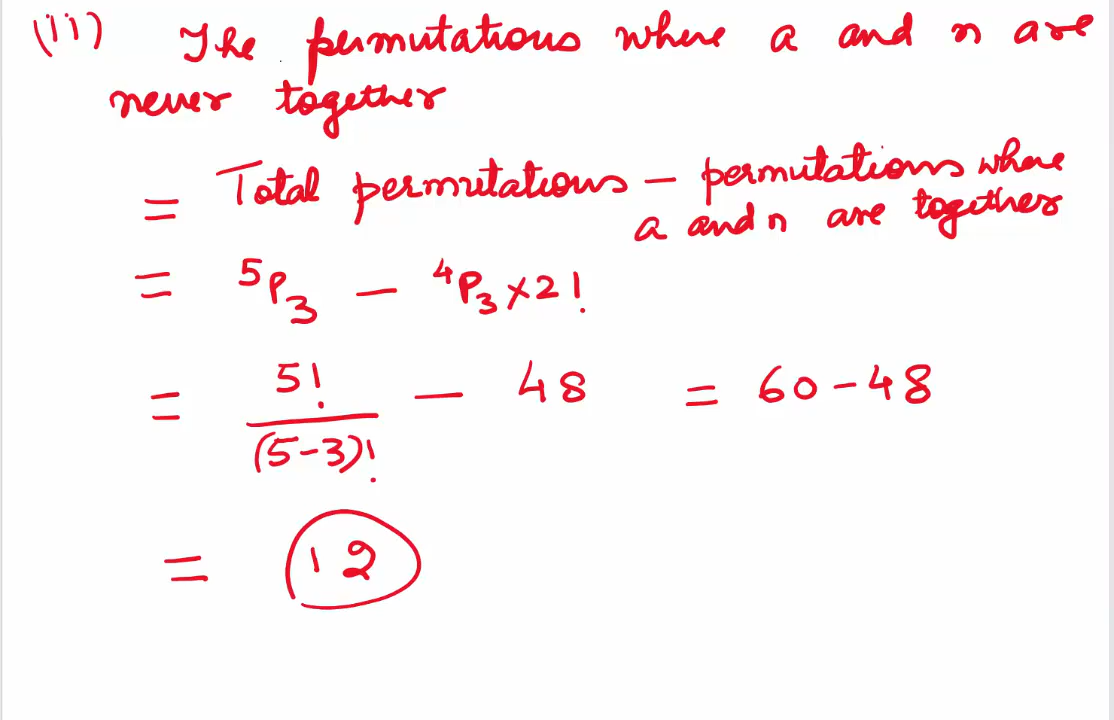 (ii) The permutations where a and n are
never together
= Total permutations – permutations where
a and n are together
= ⁵P₃ – ⁴P₃ × 2!
= 5! / (5-3)! – 48 = 60 – 48
= 12